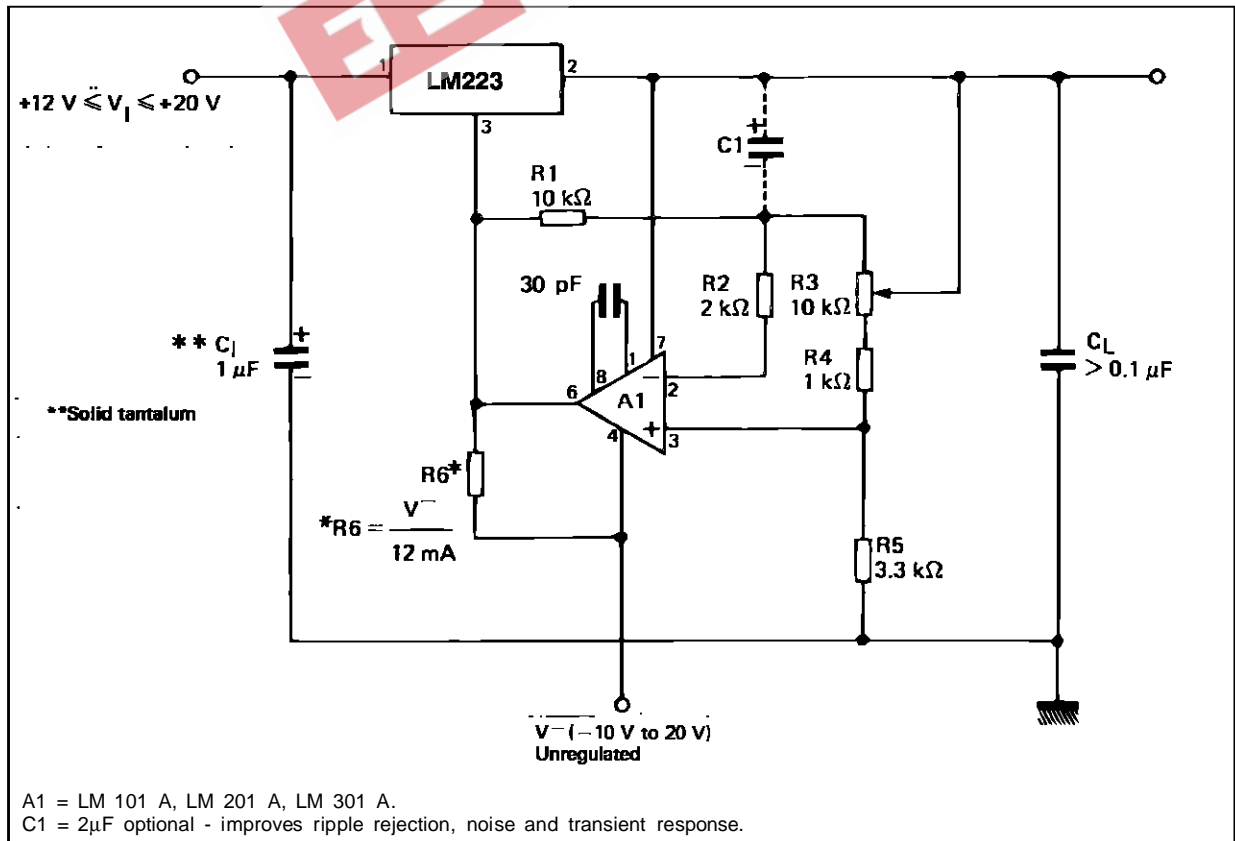 LM223
1
2
3
+12 V ≤ V_I ≤ +20 V
C1
+
−
R1
10 kΩ
30 pF
R2
2 kΩ
R3
10 kΩ
** C_I
1 μF
+
−
**Solid tantalum
R4
1 kΩ
C_L
> 0.1 μF
7
1
8
6
− 2
A1
+ 3
4
R6*
*R6 = V⁻ / 12 mA
R5
3.3 kΩ
V⁻ (−10 V to 20 V)
Unregulated
A1 = LM 101 A, LM 201 A, LM 301 A.
C1 = 2μF optional - improves ripple rejection, noise and transient response.